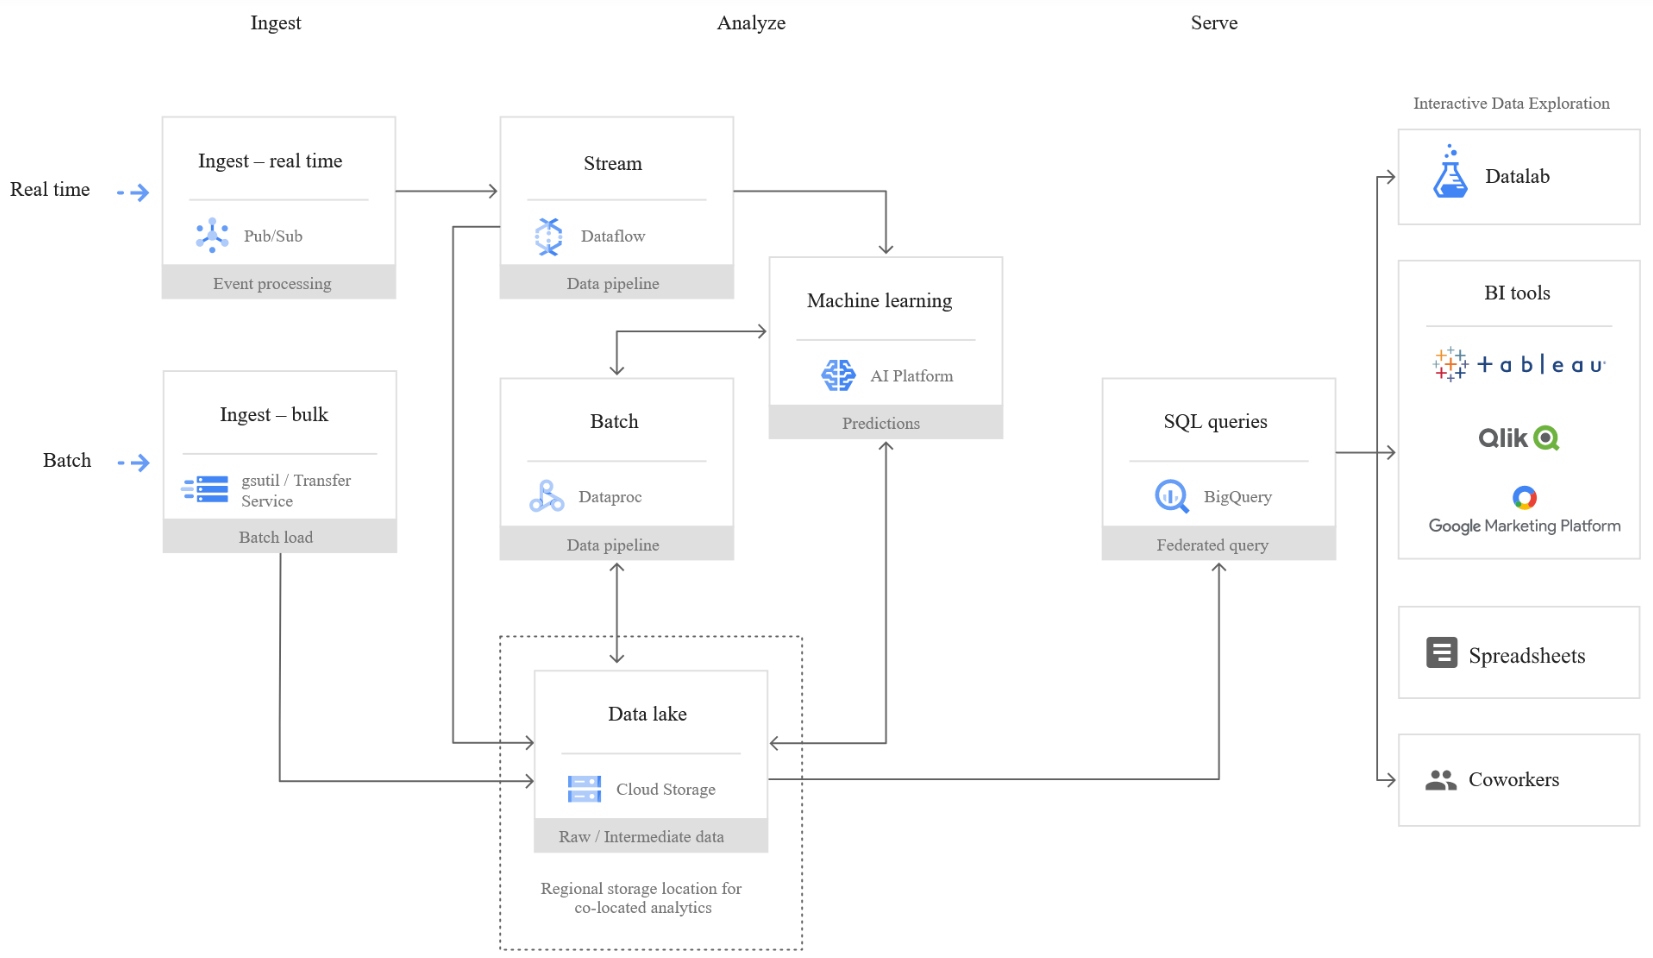 Ingest
Analyze
Serve
Interactive Data Exploration
Real time
Ingest – real time
Pub/Sub
Event processing
Stream
Dataflow
Data pipeline
Machine learning
AI Platform
Predictions
Datalab
BI tools
+ableau
Qlik
Google Marketing Platform
Batch
Ingest – bulk
gsutil / Transfer
Service
Batch load
Batch
Dataproc
Data pipeline
SQL queries
BigQuery
Federated query
Data lake
Cloud Storage
Raw / Intermediate data
Regional storage location for
co-located analytics
Spreadsheets
Coworkers